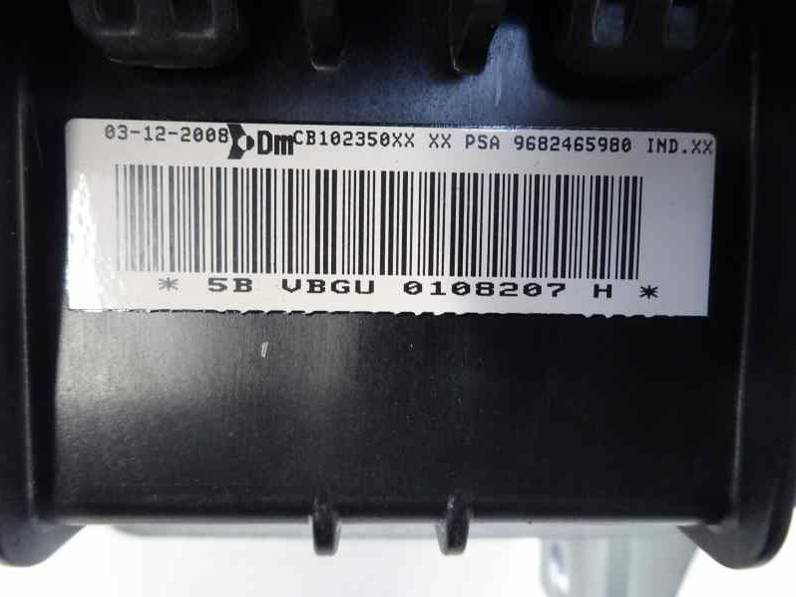 03-12-2008 Dm CB102350XX XX PSA 9682465980 IND.XX
* 5B VBGU 0108207 H *